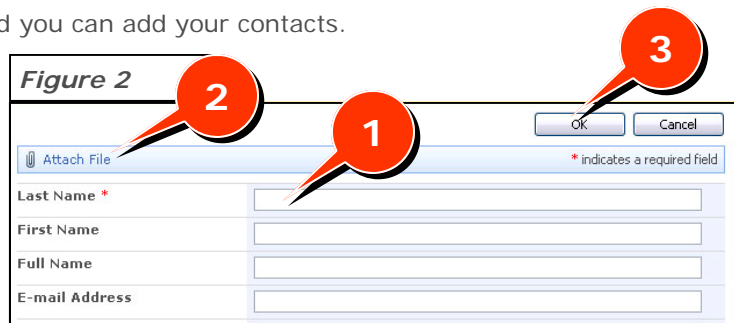 d you can add your contacts.
3
Figure 2
2
1
OK Cancel
Attach File * indicates a required field
Last Name *
First Name
Full Name
E-mail Address